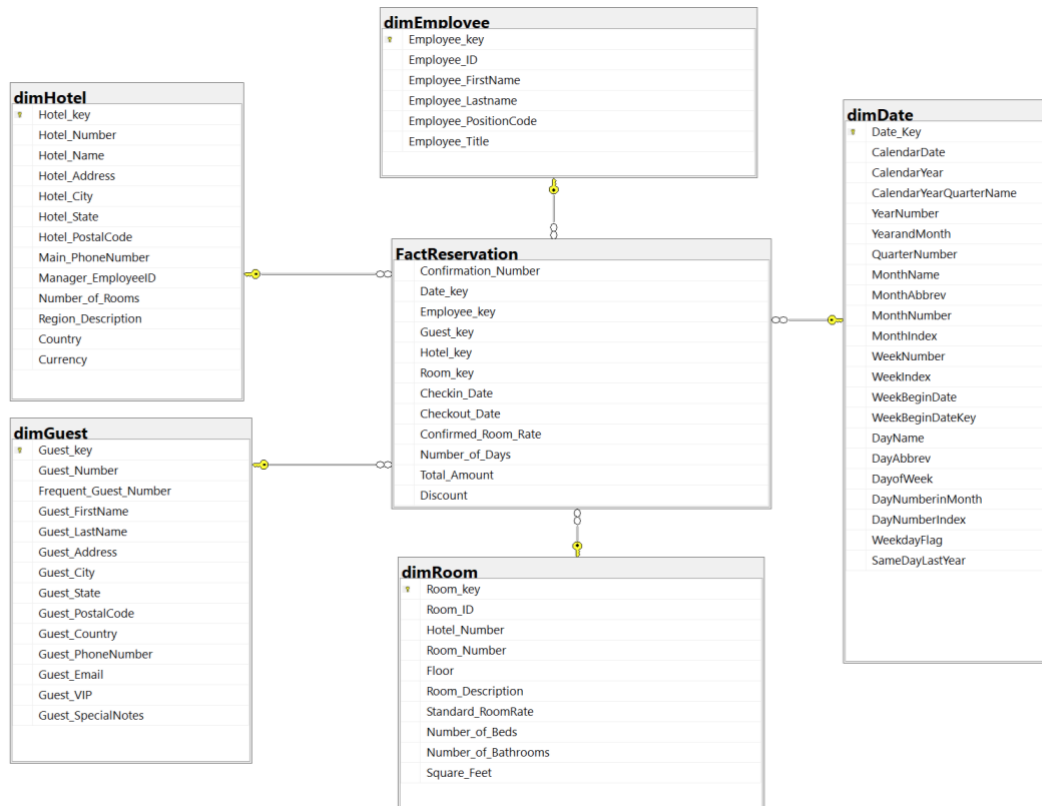 dimEmployee
Employee_key
Employee_ID
Employee_FirstName
Employee_Lastname
Employee_PositionCode
Employee_Title
dimHotel
Hotel_key
Hotel_Number
Hotel_Name
Hotel_Address
Hotel_City
Hotel_State
Hotel_PostalCode
Main_PhoneNumber
Manager_EmployeeID
Number_of_Rooms
Region_Description
Country
Currency
dimDate
Date_Key
CalendarDate
CalendarYear
CalendarYearQuarterName
YearNumber
YearandMonth
QuarterNumber
MonthName
MonthAbbrev
MonthNumber
MonthIndex
WeekNumber
WeekIndex
WeekBeginDate
WeekBeginDateKey
DayName
DayAbbrev
DayofWeek
DayNumberinMonth
DayNumberIndex
WeekdayFlag
SameDayLastYear
FactReservation
Confirmation_Number
Date_key
Employee_key
Guest_key
Hotel_key
Room_key
Checkin_Date
Checkout_Date
Confirmed_Room_Rate
Number_of_Days
Total_Amount
Discount
dimGuest
Guest_key
Guest_Number
Frequent_Guest_Number
Guest_FirstName
Guest_LastName
Guest_Address
Guest_City
Guest_State
Guest_PostalCode
Guest_Country
Guest_PhoneNumber
Guest_Email
Guest_VIP
Guest_SpecialNotes
dimRoom
Room_key
Room_ID
Hotel_Number
Room_Number
Floor
Room_Description
Standard_RoomRate
Number_of_Beds
Number_of_Bathrooms
Square_Feet